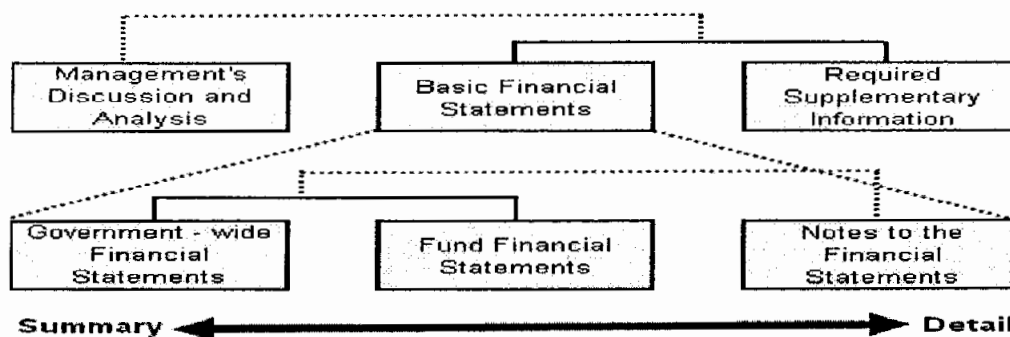 Management's
Discussion and
Analysis
Basic Financial
Statements
Required
Supplementary
Information
Government - wide
Financial
Statements
Fund Financial
Statements
Notes to the
Financial
Statements
Summary
Detail